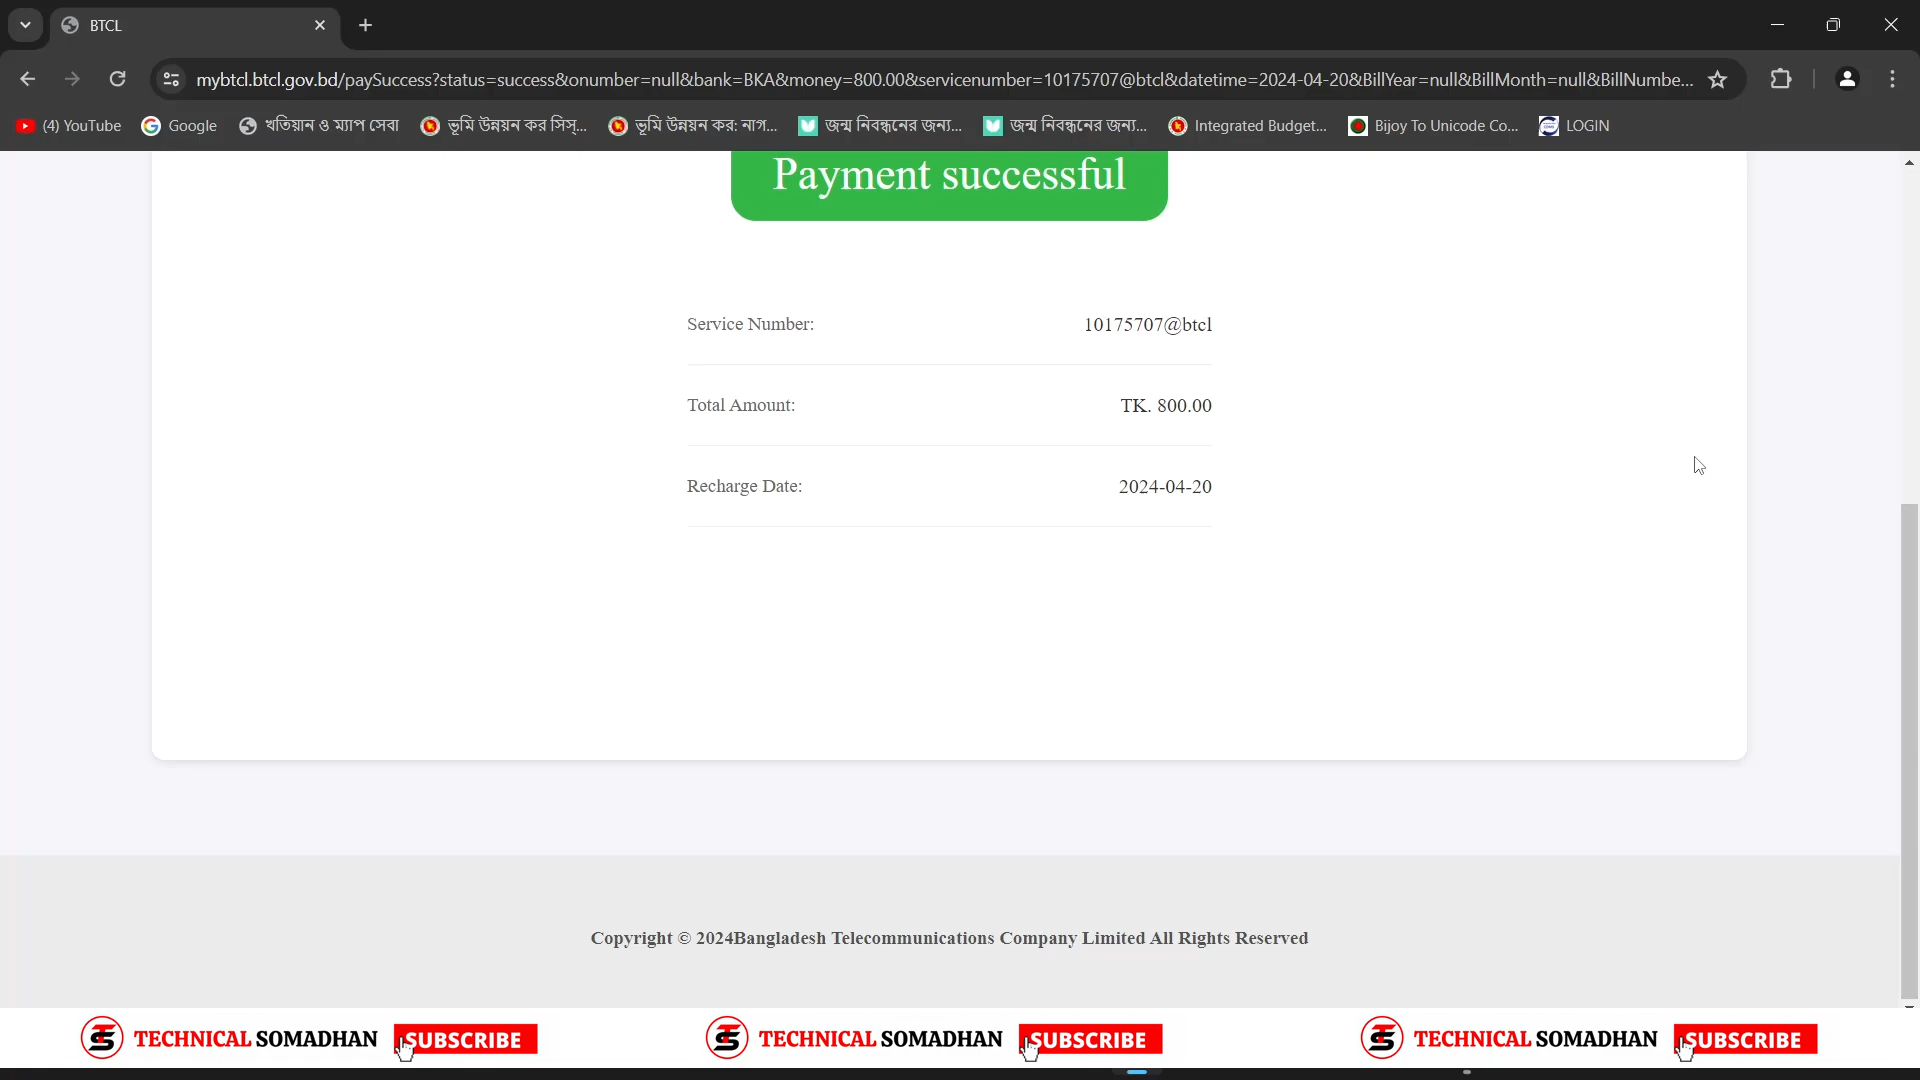 BTCL
mybtcl.btcl.gov.bd/paySuccess?status=success&onumber=null&bank=BKA&money=800.00&servicenumber=10175707@btcl&datetime=2024-04-20&BillYear=null&BillMonth=null&BillNumbe...
(4) YouTube Google খতিয়ান ও ম্যাপ সেবা ভূমি উন্নয়ন কর সিস্... ভূমি উন্নয়ন কর: নাগ... জন্ম নিবন্ধনের জন্য... জন্ম নিবন্ধনের জন্য... Integrated Budget... Bijoy To Unicode Co... LOGIN
Payment successful
Service Number: 10175707@btcl
Total Amount: TK. 800.00
Recharge Date: 2024-04-20
Copyright © 2024Bangladesh Telecommunications Company Limited All Rights Reserved
TECHNICAL SOMADHAN SUBSCRIBE TECHNICAL SOMADHAN SUBSCRIBE TECHNICAL SOMADHAN SUBSCRIBE